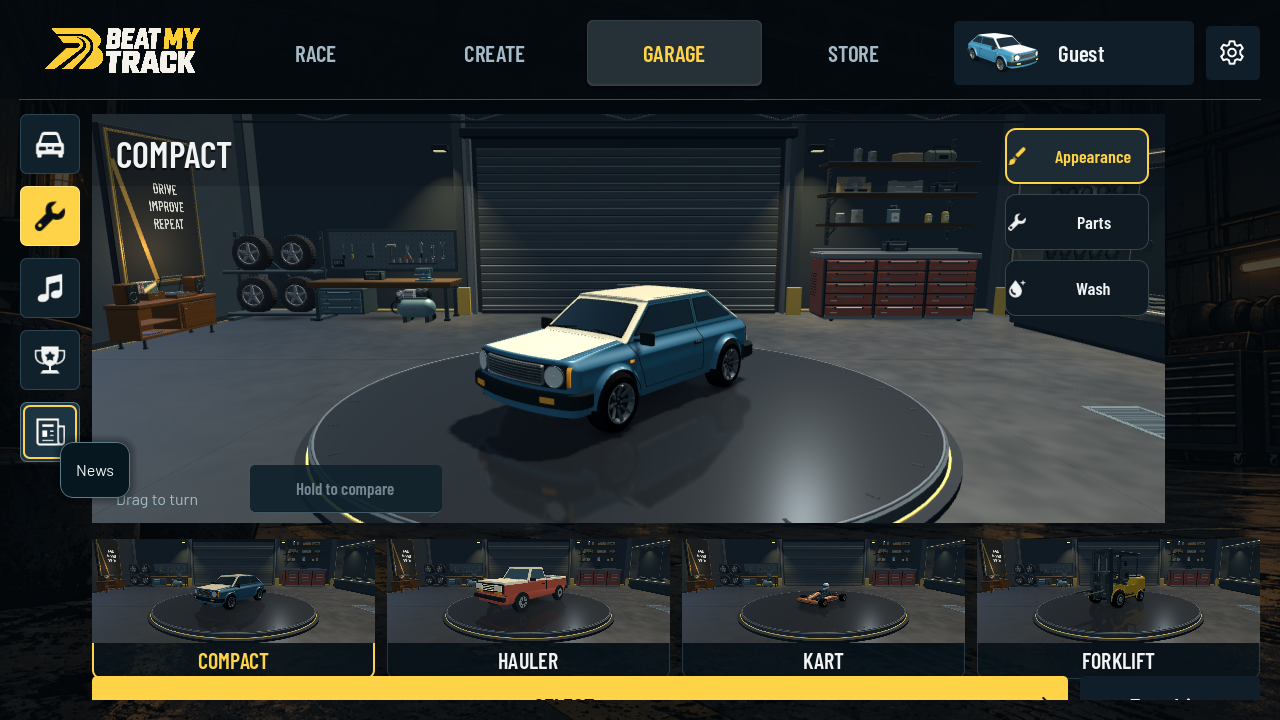 BEAT MY
TRACK
RACE
CREATE
GARAGE
STORE
Guest
COMPACT
DRIVE
IMPROVE
REPEAT
Appearance
Parts
Wash
News
Drag to turn
Hold to compare
COMPACT
HAULER
KART
FORKLIFT